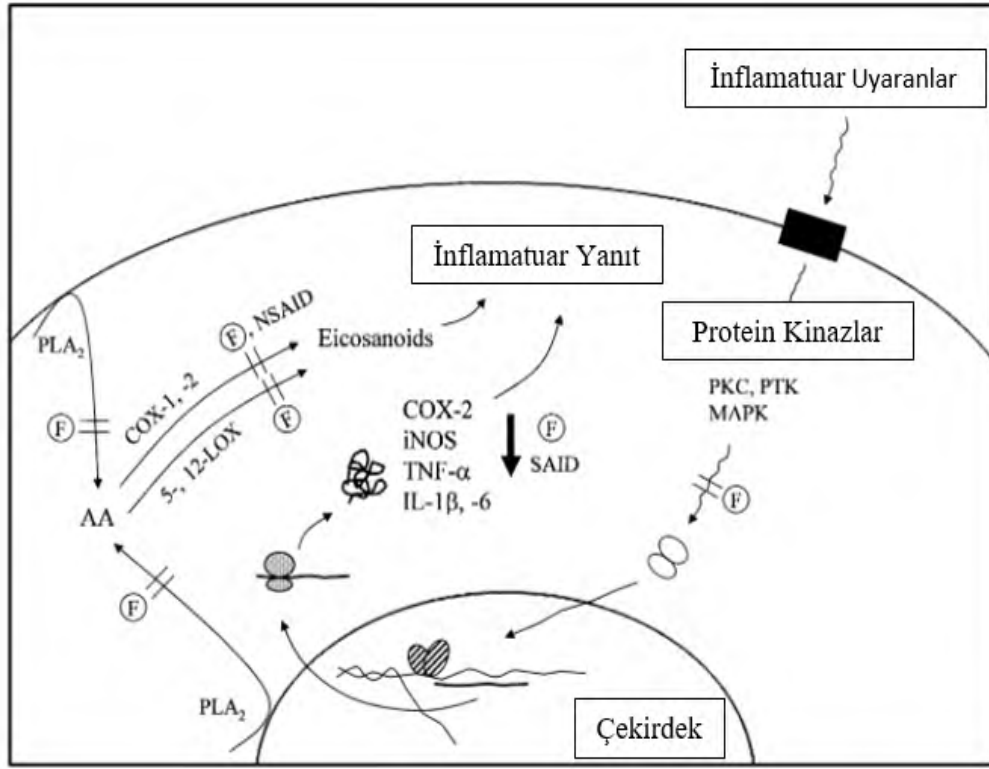 İnflamatuar Uyaranlar
İnflamatuar Yanıt
Protein Kinazlar
PKC, PTK
MAPK
F
PLA₂
F
COX-1, -2
5-, 12-LOX
F, NSAID
F
Eicosanoids
COX-2
iNOS
TNF-α
IL-1β, -6
F
SAID
AA
F
PLA₂
Çekirdek